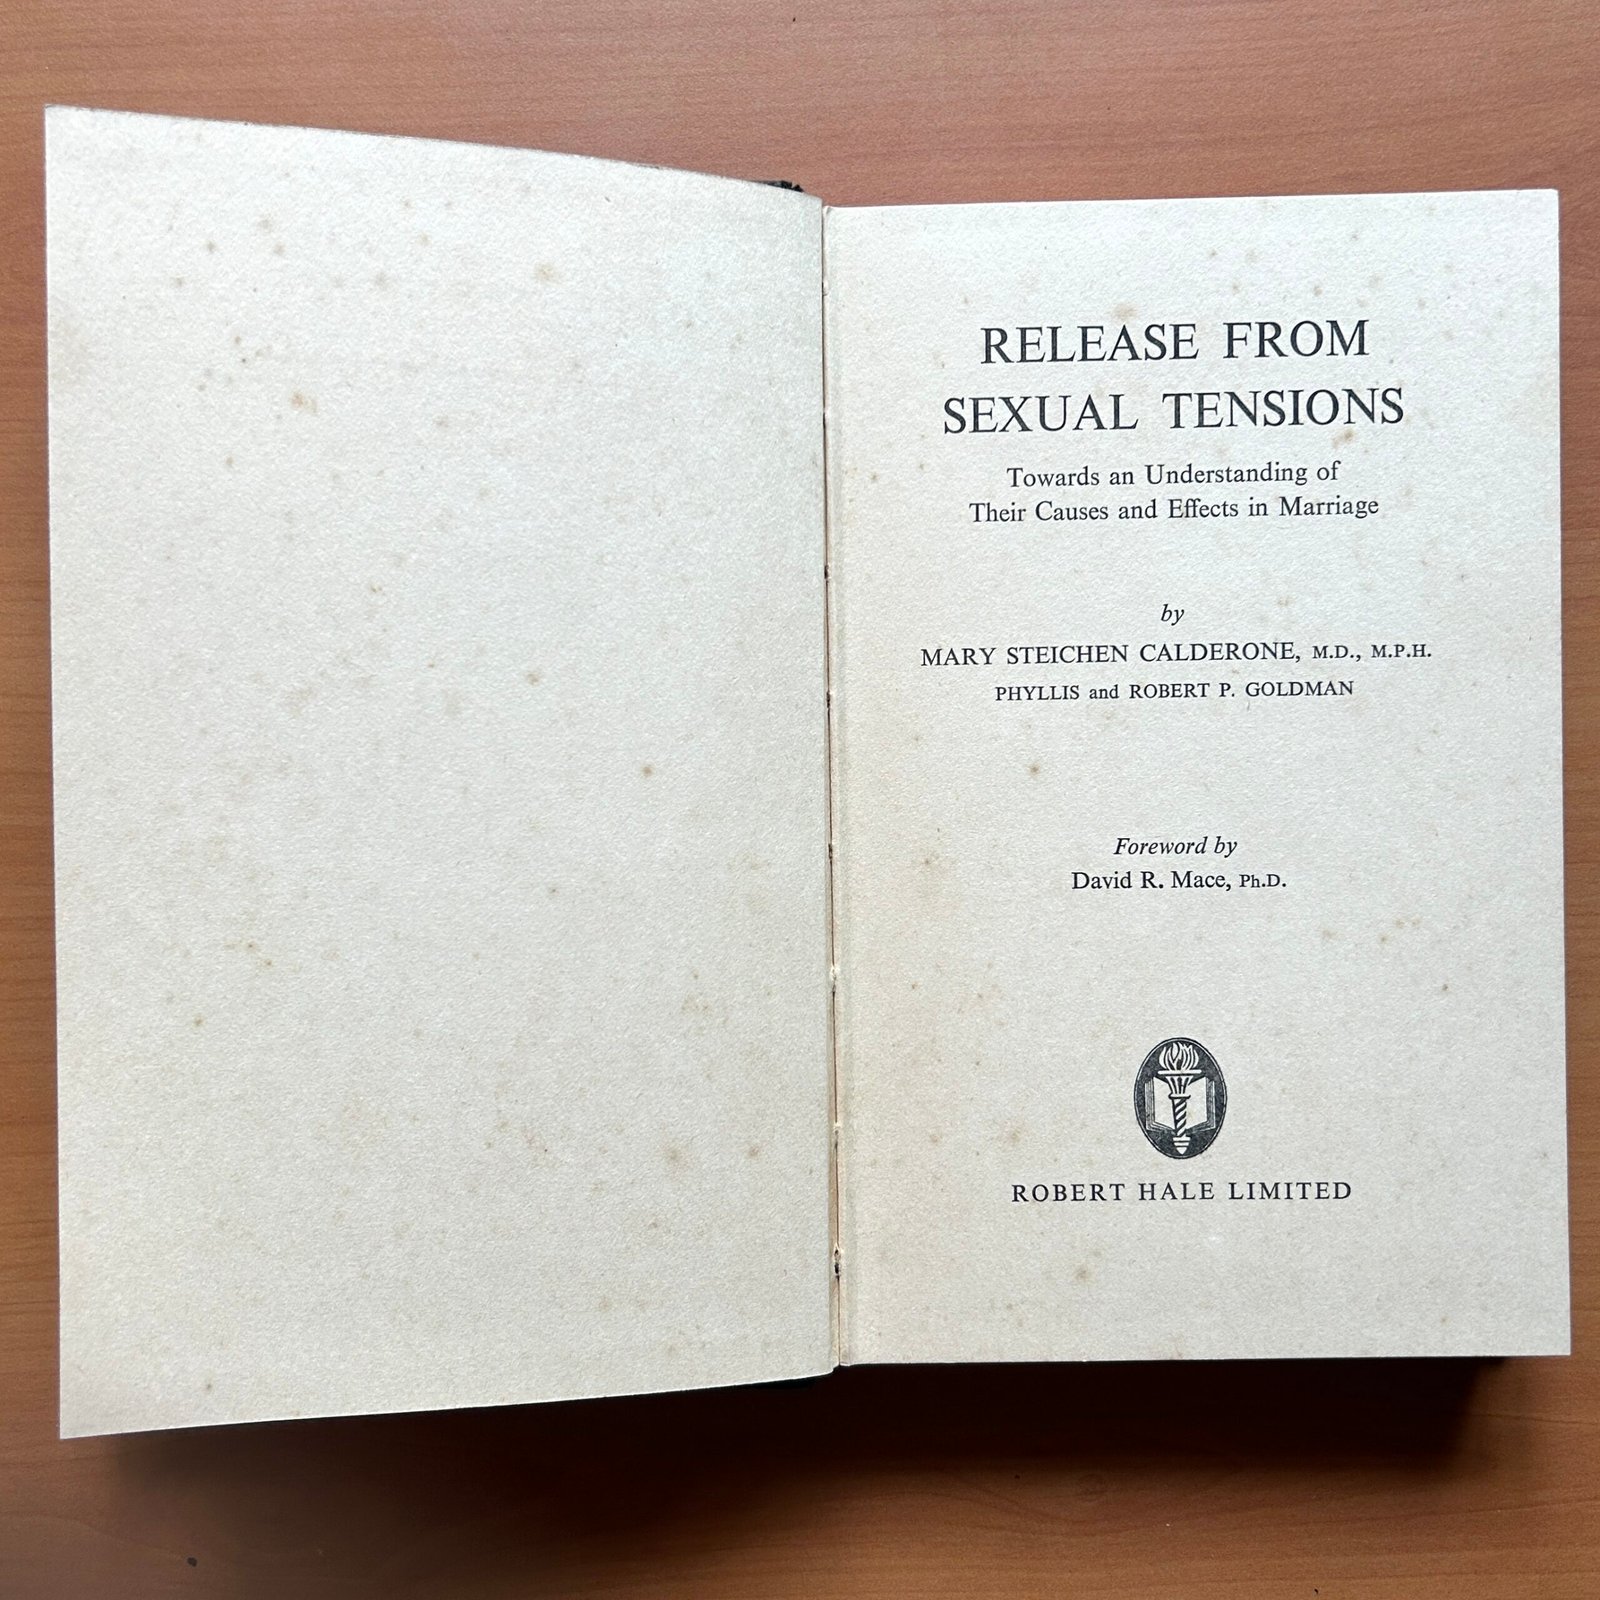 RELEASE FROM
SEXUAL TENSIONS
Towards an Understanding of
Their Causes and Effects in Marriage
by
MARY STEICHEN CALDERONE, M.D., M.P.H.
PHYLLIS and ROBERT P. GOLDMAN
Foreword by
David R. Mace, Ph.D.
ROBERT HALE LIMITED